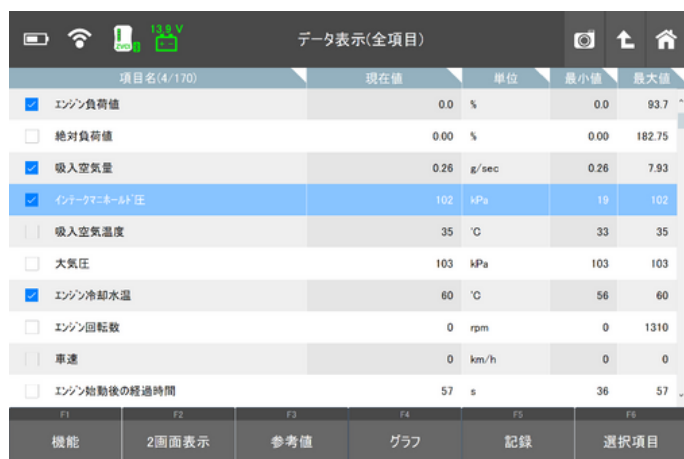 13.9 V
ZVCI
データ表示(全項目)
項目名(4/170) 現在値 単位 最小値 最大値
エンジン負荷値 0.0 % 0.0 93.7
絶対負荷値 0.00 % 0.00 182.75
吸入空気量 0.26 g/sec 0.26 7.93
インテークマニホールド圧 102 kPa 19 102
吸入空気温度 35 ℃ 33 35
大気圧 103 kPa 103 103
エンジン冷却水温 60 ℃ 56 60
エンジン回転数 0 rpm 0 1310
車速 0 km/h 0 0
エンジン始動後の経過時間 57 s 36 57
F1 F2 F3 F4 F5 F6
機能 2画面表示 参考値 グラフ 記録 選択項目